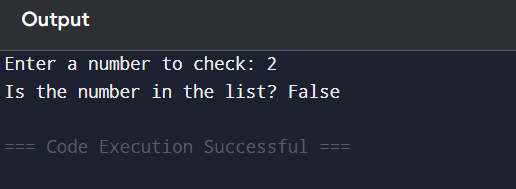 Output
Enter a number to check: 2
Is the number in the list? False
=== Code Execution Successful ===